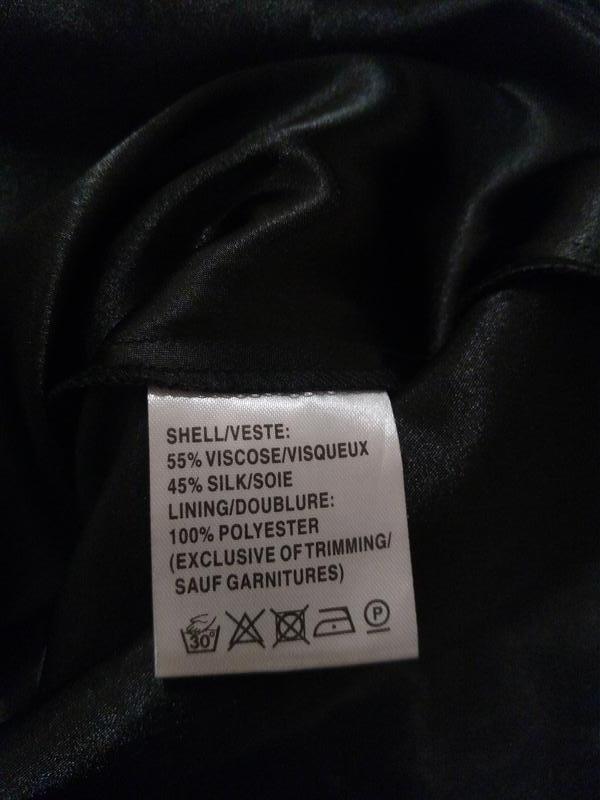 SHELL/VESTE:
55% VISCOSE/VISQUEUX
45% SILK/SOIE
LINING/DOUBLURE:
100% POLYESTER
(EXCLUSIVE OF TRIMMING/
SAUF GARNITURES)
30° P